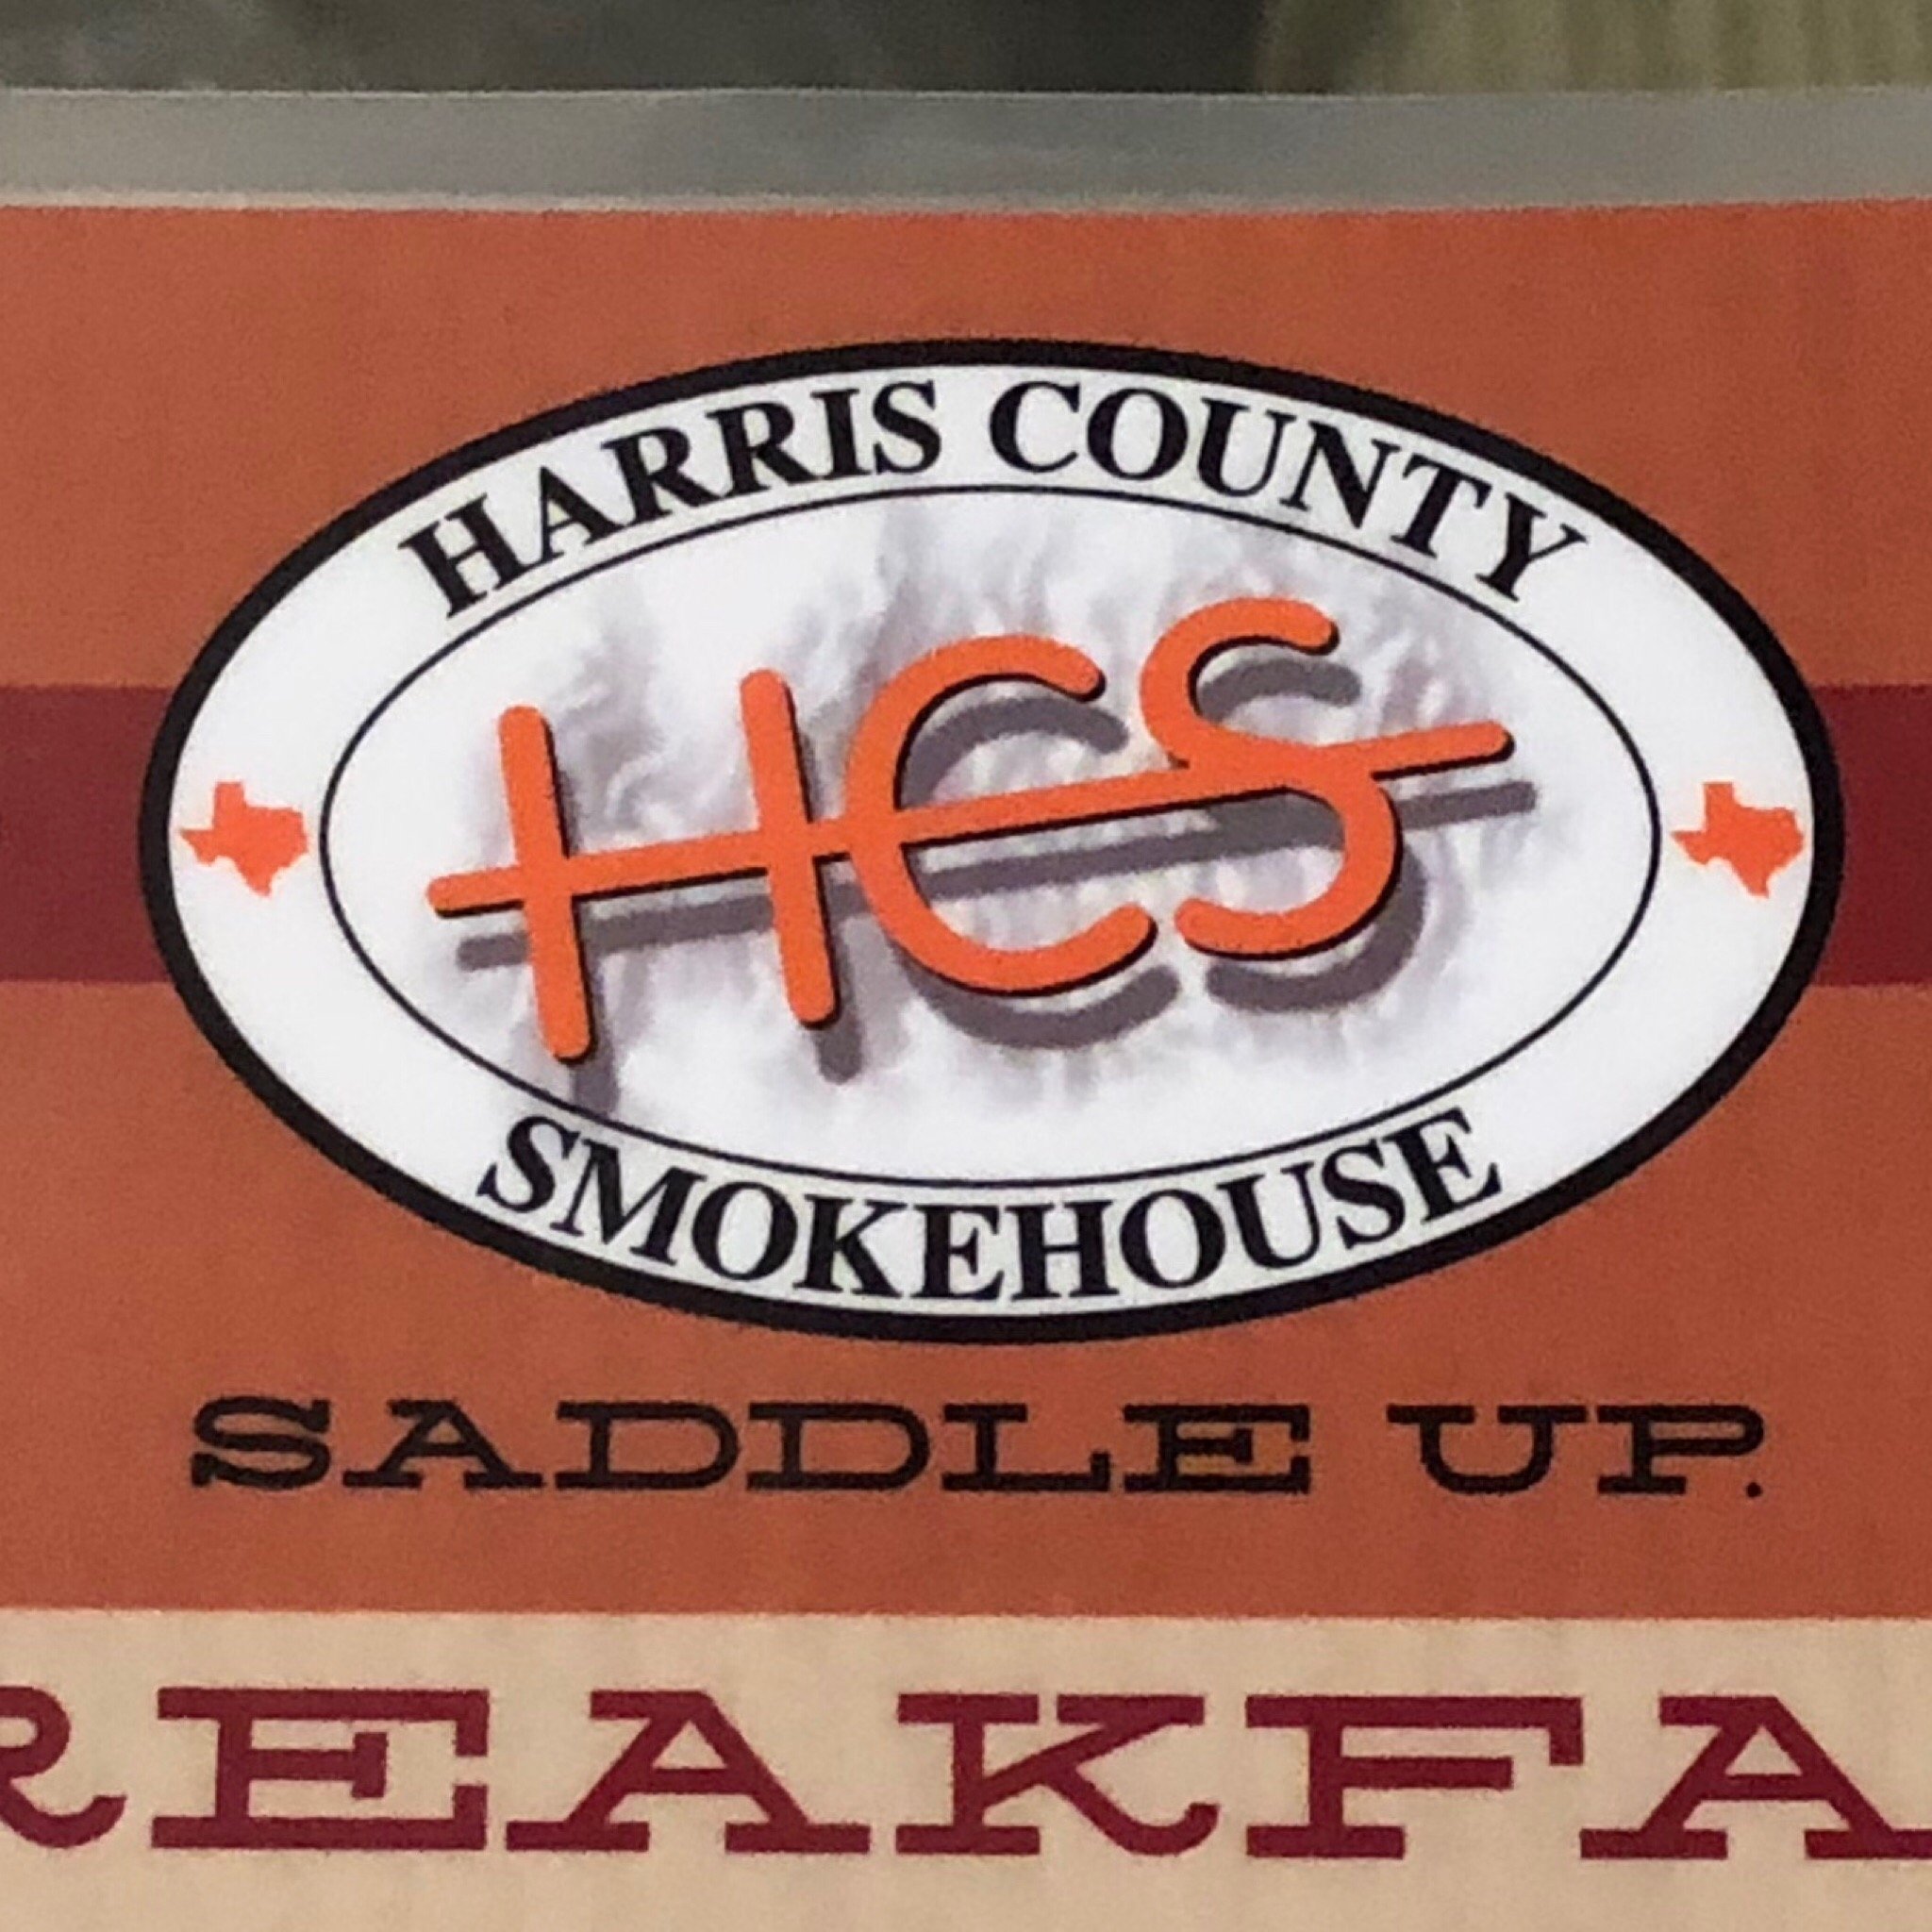 HARRIS COUNTY
HCS
SMOKEHOUSE
SADDLE UP.
REAKFA